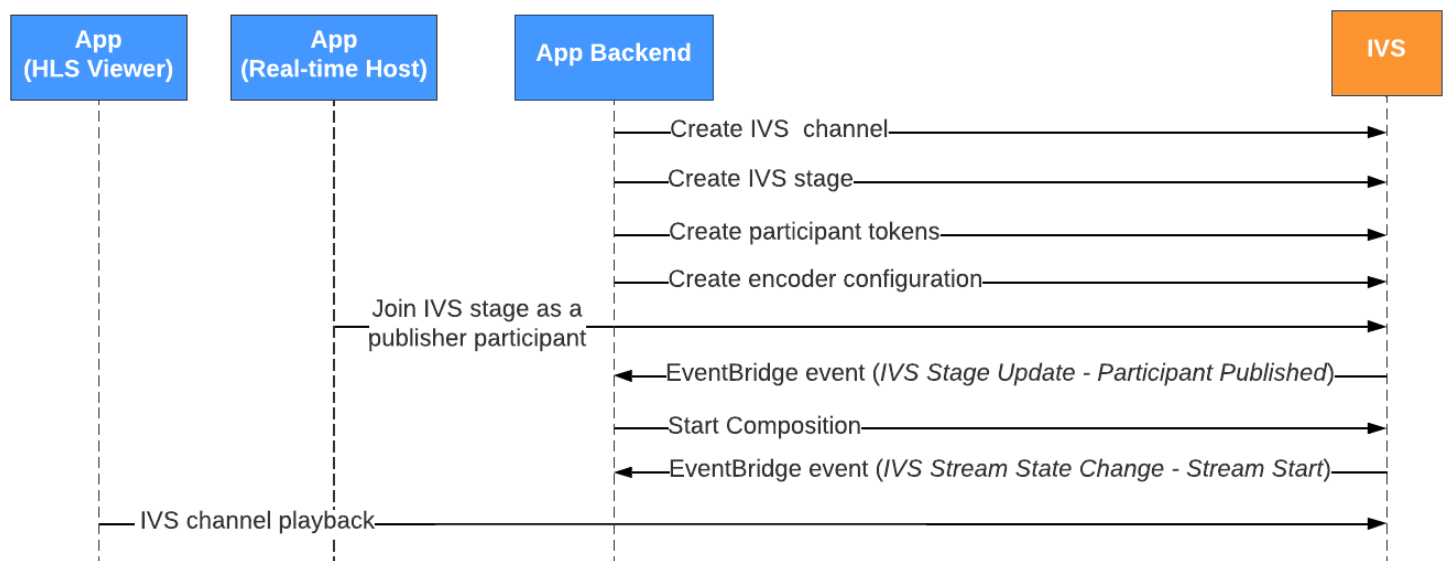 App
(HLS Viewer)
App
(Real-time Host)
App Backend
IVS
Create IVS channel
Create IVS stage
Create participant tokens
Create encoder configuration
Join IVS stage as a
publisher participant
EventBridge event (IVS Stage Update - Participant Published)
Start Composition
EventBridge event (IVS Stream State Change - Stream Start)
IVS channel playback